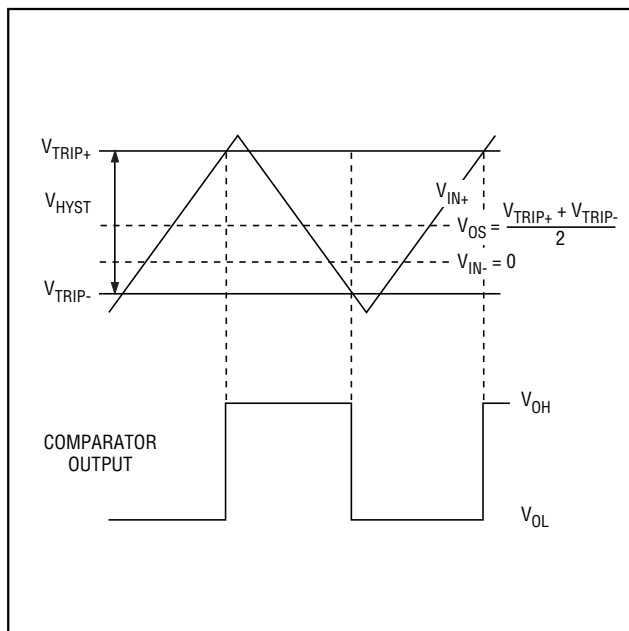 V_TRIP+
V_HYST
V_IN+
V_OS = V_TRIP+ + V_TRIP- / 2
V_IN- = 0
V_TRIP-
V_OH
COMPARATOR
OUTPUT
V_OL